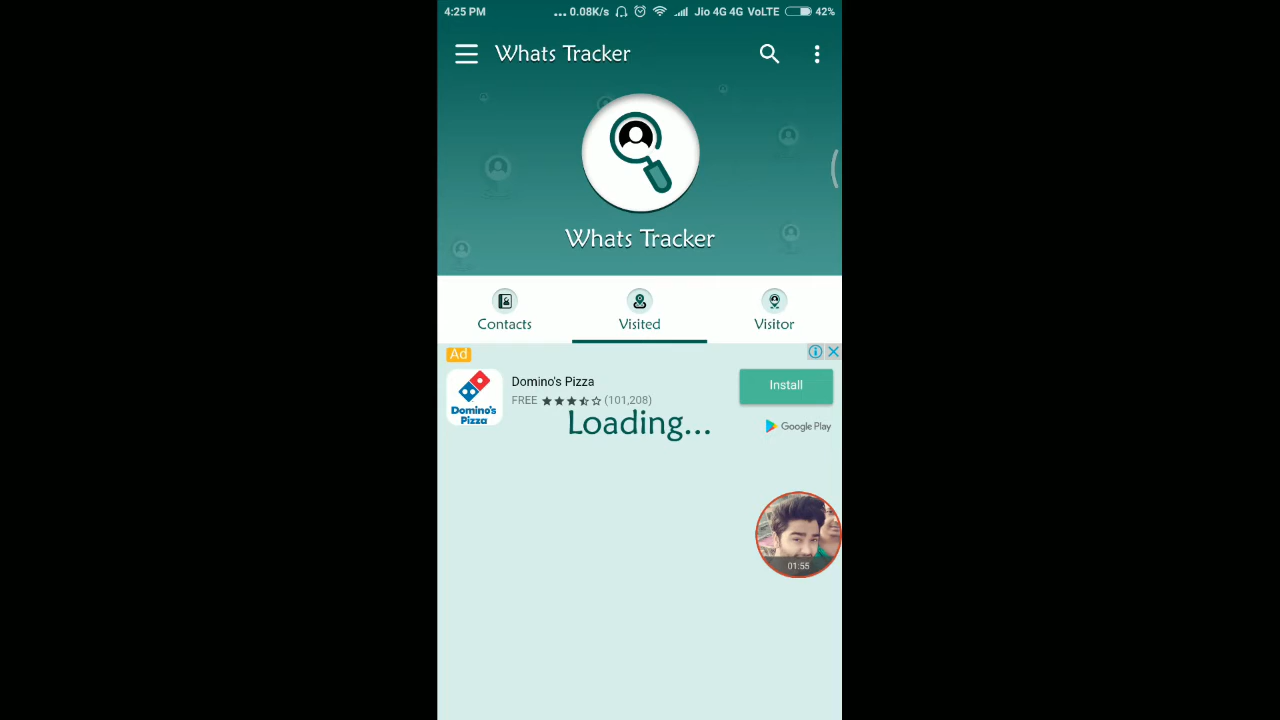 4:25 PM ... 0.08K/s Jio 4G 4G VoLTE 42%
Whats Tracker
Whats Tracker
Contacts Visited Visitor
Ad
Domino's Pizza
FREE (101,208)
Install
Domino's
Pizza
Loading...
Google Play
01:55